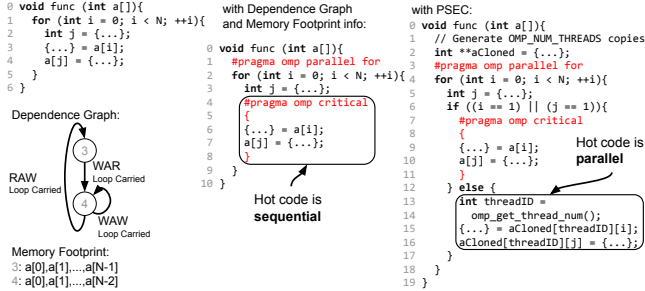 0 void func (int a[]){
1   for (int i = 0; i < N; ++i){
2     int j = {...};
3     {...} = a[i];
4     a[j] = {...};
5   }
6 }
Dependence Graph:
3
WAR
Loop Carried
RAW
Loop Carried
4
WAW
Loop Carried
Memory Footprint:
3: a[0],a[1],...,a[N-1]
4: a[0],a[1],...,a[N-2]
with Dependence Graph
and Memory Footprint info:
0 void func (int a[]){
1   #pragma omp parallel for
2   for (int i = 0; i < N; ++i){
3     int j = {...};
4     #pragma omp critical
5     {
6     {...} = a[i];
7     a[j] = {...};
8     }
9   }
10 }
Hot code is
sequential
with PSEC:
0 void func (int a[]){
1   // Generate OMP_NUM_THREADS copies
2   int **aCloned = {...};
3   #pragma omp parallel for
4   for (int i = 0; i < N; ++i){
5     int j = {...};
6     if ((i == 1) || (j == 1)){
7       #pragma omp critical
8       {
9       {...} = a[i];
10       a[j] = {...};
11       }
12     } else {
13       int threadID =
14         omp_get_thread_num();
15       {...} = aCloned[threadID][i];
16       aCloned[threadID][j] = {...};
17     }
18   }
19 }
Hot code is
parallel